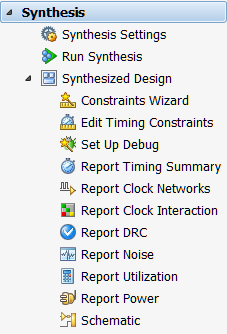 Synthesis
Synthesis Settings
Run Synthesis
Synthesized Design
Constraints Wizard
Edit Timing Constraints
Set Up Debug
Report Timing Summary
Report Clock Networks
Report Clock Interaction
Report DRC
Report Noise
Report Utilization
Report Power
Schematic